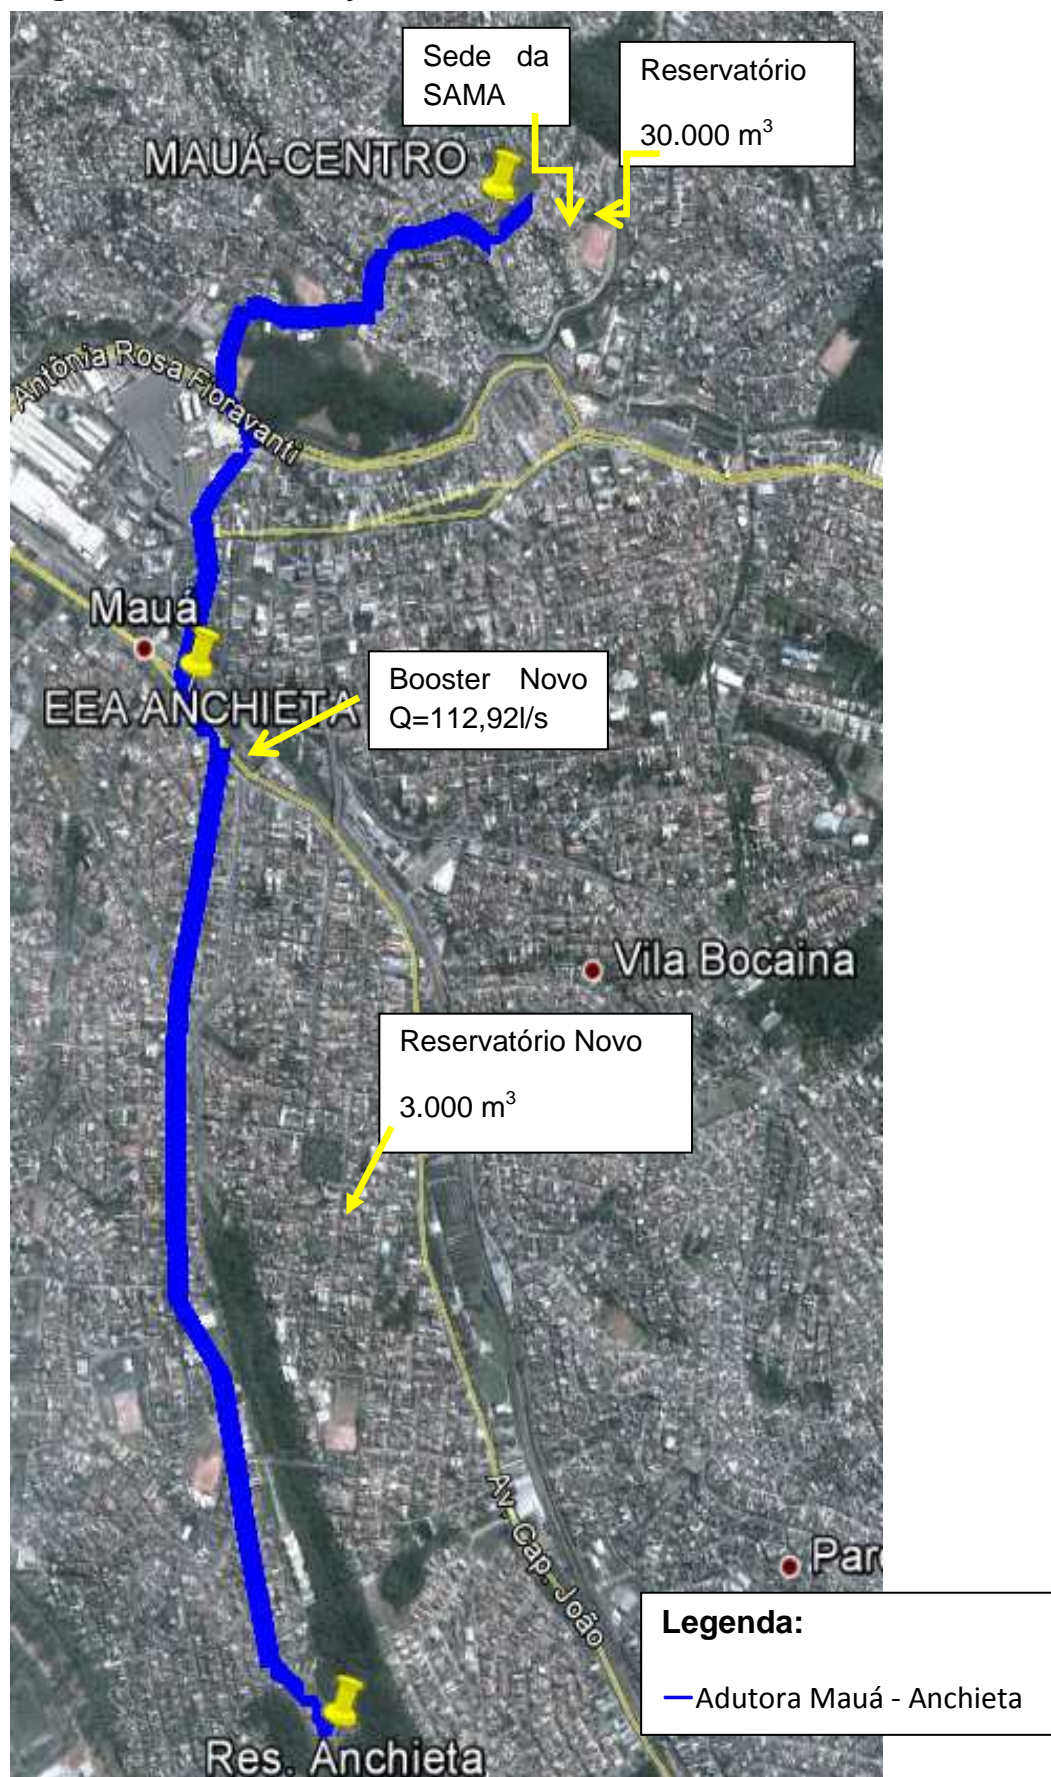 Sede da
SAMA
Reservatório
30.000 m³
MAUÁ-CENTRO
Antônia Rosa Fioravanti
Mauá
EEA ANCHIETA
Booster Novo
Q=112,92l/s
Vila Bocaina
Reservatório Novo
3.000 m³
Av. Cap. João
Par
Legenda:
Adutora Mauá - Anchieta
Res. Anchieta